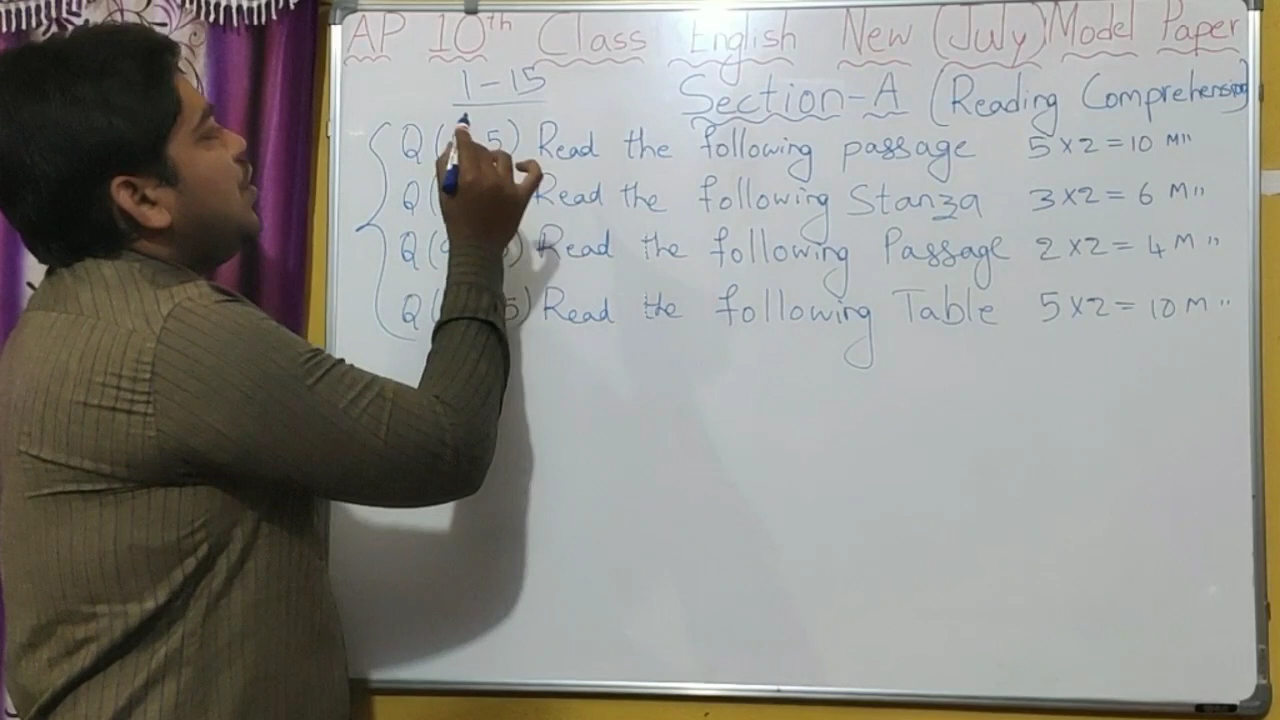 AP 10th Class English New (July) Model Paper
1-15
Section-A (Reading Comprehension)
Q ( 5) Read the following passage 5x2=10 M"
Q ( Read the following Stanza 3x2=6 M"
Q ( ) Read the following Passage 2x2=4 M"
Q ( 5) Read the following Table 5x2=10 M"